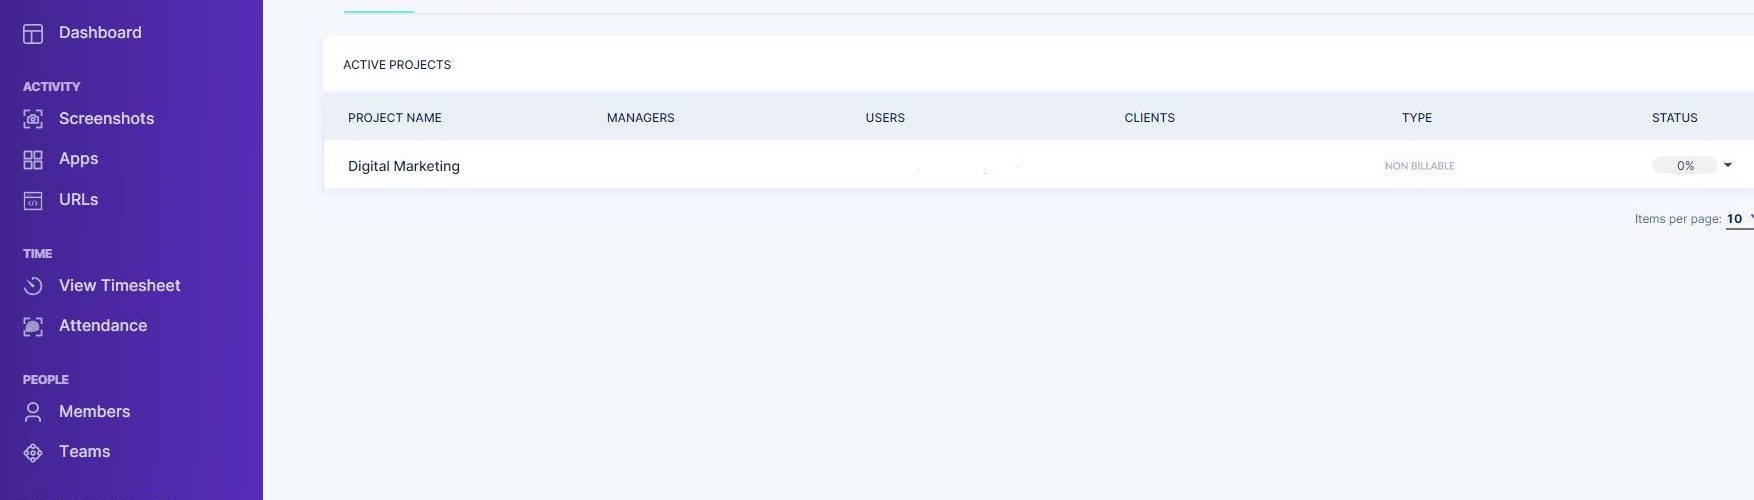 Dashboard
ACTIVITY
Screenshots
Apps
URLs
TIME
View Timesheet
Attendance
PEOPLE
Members
Teams
ACTIVE PROJECTS
PROJECT NAME MANAGERS USERS CLIENTS TYPE STATUS
Digital Marketing NON BILLABLE 0%
Items per page: 10